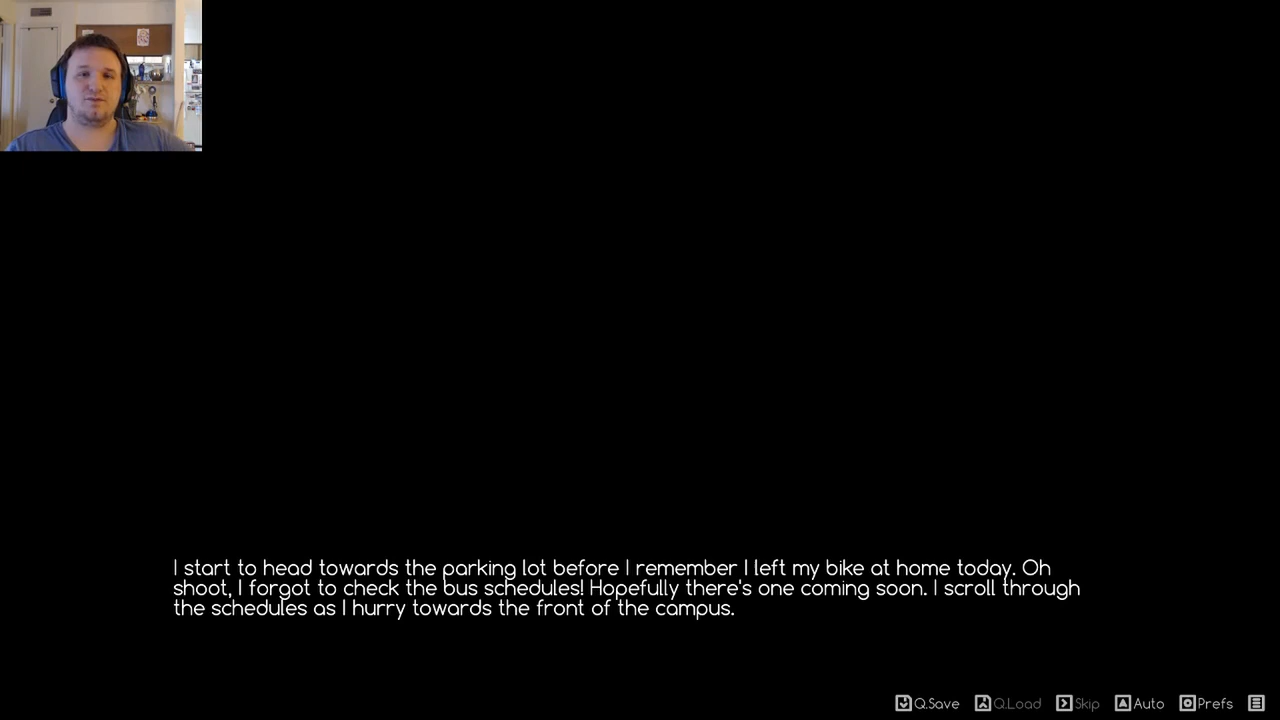 I start to head towards the parking lot before I remember I left my bike at home today. Oh
shoot, I forgot to check the bus schedules! Hopefully there's one coming soon. I scroll through
the schedules as I hurry towards the front of the campus.
Q.Save Q.Load Skip Auto Prefs